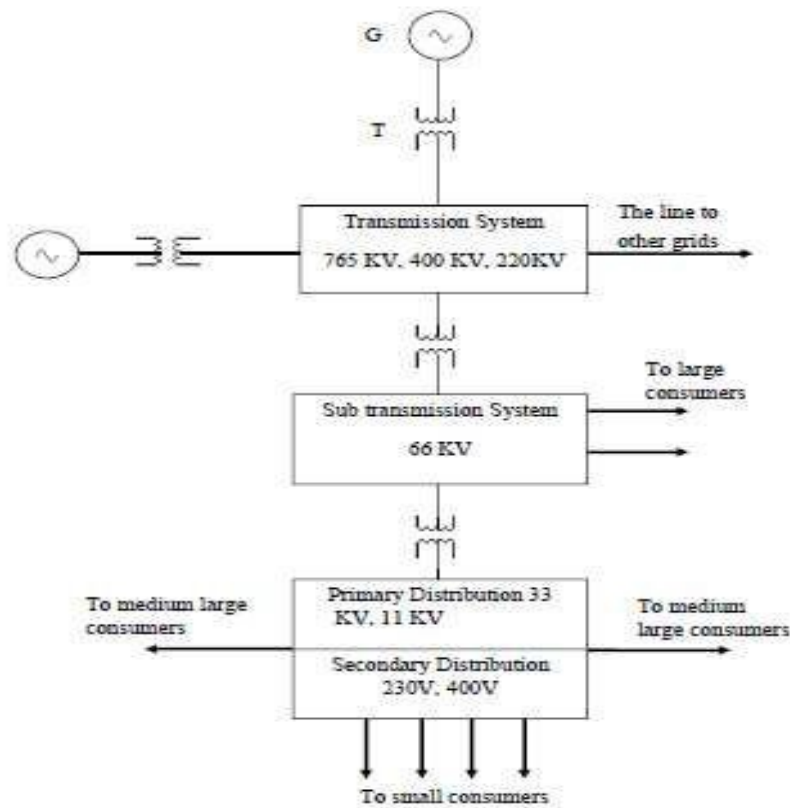 G
T
Transmission System
765 KV, 400 KV, 220KV
The line to
other grids
Sub transmission System
66 KV
To large
consumers
Primary Distribution 33
KV, 11 KV
To medium large
consumers
To medium
large consumers
Secondary Distribution
230V, 400V
To small consumers